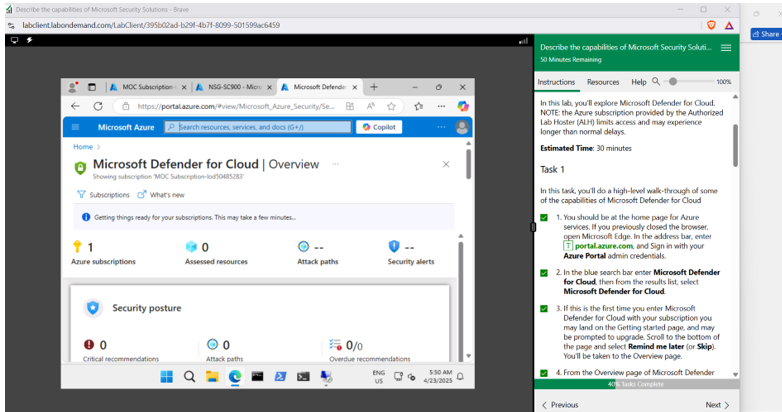 Describe the capabilities of Microsoft Security Solutions - Brave
labclient.labondemand.com/LabClient/395b02ad-b29f-4b7f-8099-501599ac6459
Share
MOC Subscription-
NSG-SC900 - Micro
Microsoft Defender
https://portal.azure.com/#view/Microsoft_Azure_Security/Se...
Microsoft Azure
Search resources, services, and docs (G+/)
Copilot
Home >
Microsoft Defender for Cloud | Overview ...
Showing subscription 'MOC Subscription-lod50485283'
Subscriptions
What's new
Getting things ready for your subscriptions. This may take a few minutes...
1
0
--
--
Azure subscriptions
Assessed resources
Attack paths
Security alerts
Security posture
0
0
0/0
Critical recommendations
Attack paths
Overdue recommendations
ENG
US
5:50 AM
4/23/2025
Describe the capabilities of Microsoft Security Soluti...
50 Minutes Remaining
Instructions
Resources
Help
100%
In this lab, you'll explore Microsoft Defender for Cloud.
NOTE: the Azure subscription provided by the Authorized
Lab Hoster (ALH) limits access and may experience
longer than normal delays.
Estimated Time: 30 minutes
Task 1
In this task, you'll do a high-level walk-through of some
of the capabilities of Microsoft Defender for Cloud
1. You should be at the home page for Azure
services. If you previously closed the browser,
open Microsoft Edge. In the address bar, enter
T portal.azure.com, and Sign in with your
Azure Portal admin credentials.
2. In the blue search bar enter Microsoft Defender
for Cloud, then from the results list, select
Microsoft Defender for Cloud.
3. If this is the first time you enter Microsoft
Defender for Cloud with your subscription you
may land on the Getting started page, and may
be prompted to upgrade. Scroll to the bottom of
the page and select Remind me later (or Skip).
You'll be taken to the Overview page.
4. From the Overview page of Microsoft Defender
40% Tasks Complete
< Previous
Next >